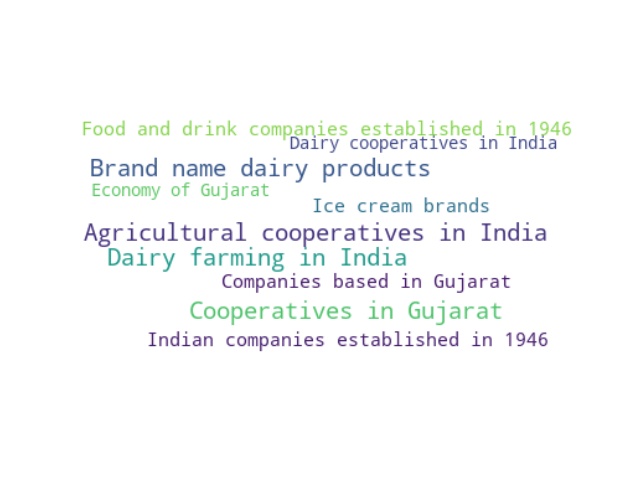 Food and drink companies established in 1946
Dairy cooperatives in India
Brand name dairy products
Economy of Gujarat
Ice cream brands
Agricultural cooperatives in India
Dairy farming in India
Companies based in Gujarat
Cooperatives in Gujarat
Indian companies established in 1946